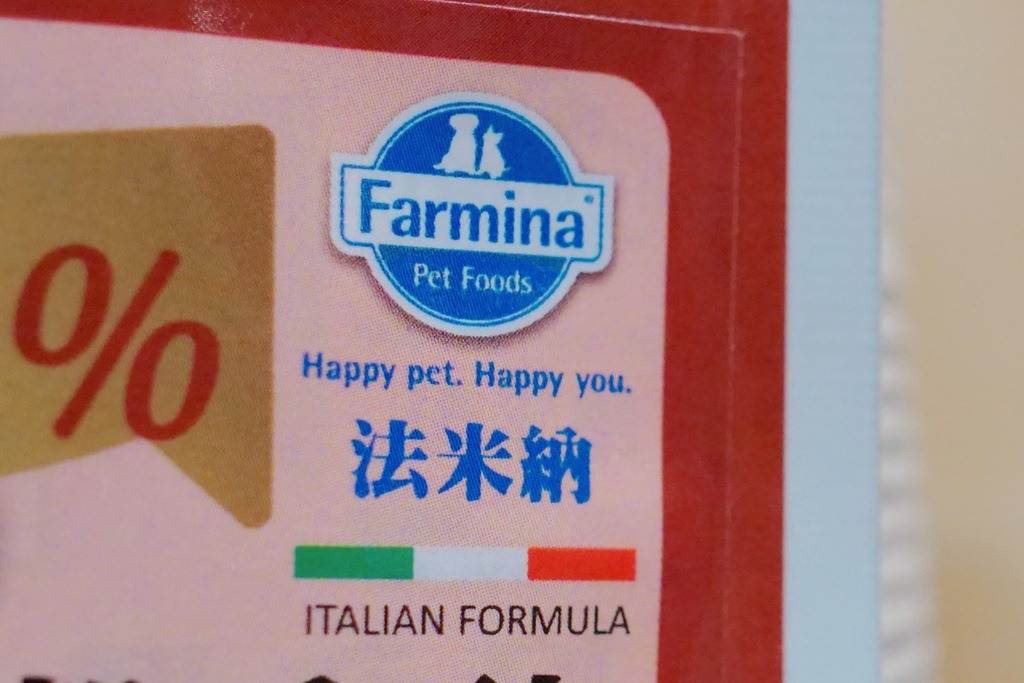 %
Farmina®
Pet Foods
Happy pet. Happy you.
法米納
ITALIAN FORMULA